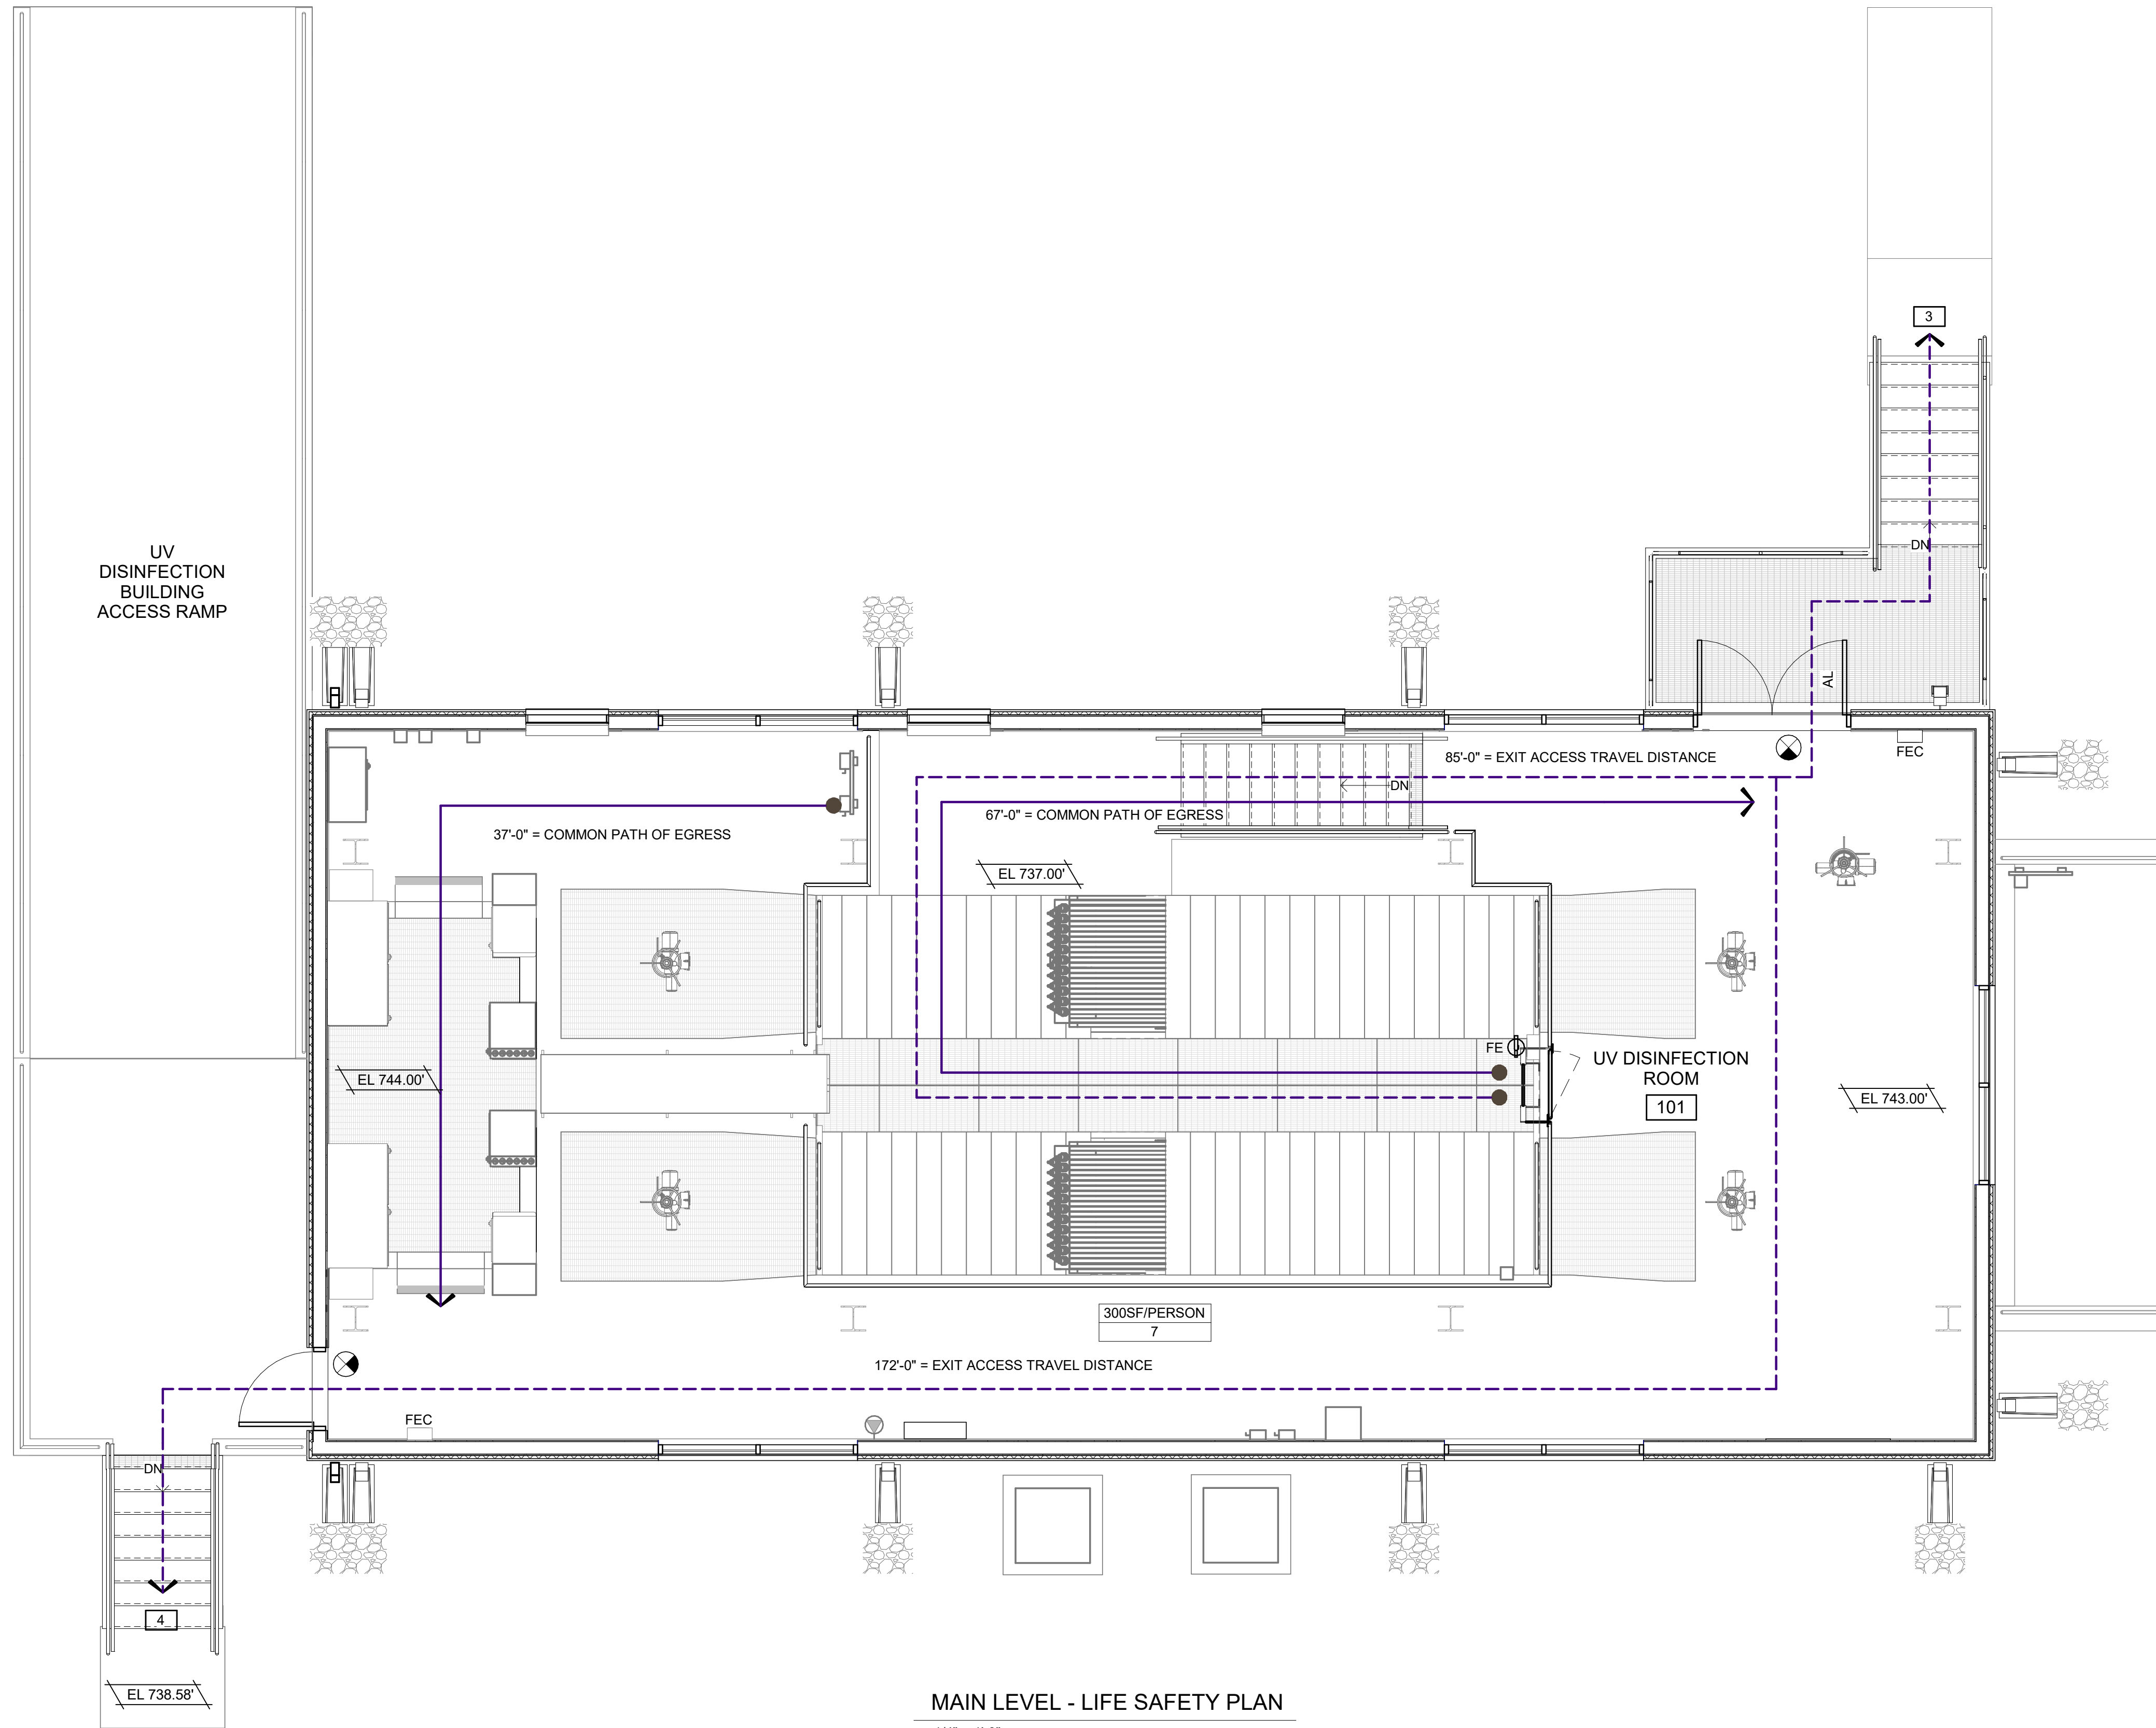 3
UV
DISINFECTION
BUILDING
ACCESS RAMP
DN
AL
85'-0" = EXIT ACCESS TRAVEL DISTANCE
FEC
DN
67'-0" = COMMON PATH OF EGRESS
37'-0" = COMMON PATH OF EGRESS
EL 737.00'
FE
UV DISINFECTION
ROOM
101
EL 744.00'
EL 743.00'
300SF/PERSON
7
172'-0" = EXIT ACCESS TRAVEL DISTANCE
FEC
DN
4
EL 738.58'
MAIN LEVEL - LIFE SAFETY PLAN